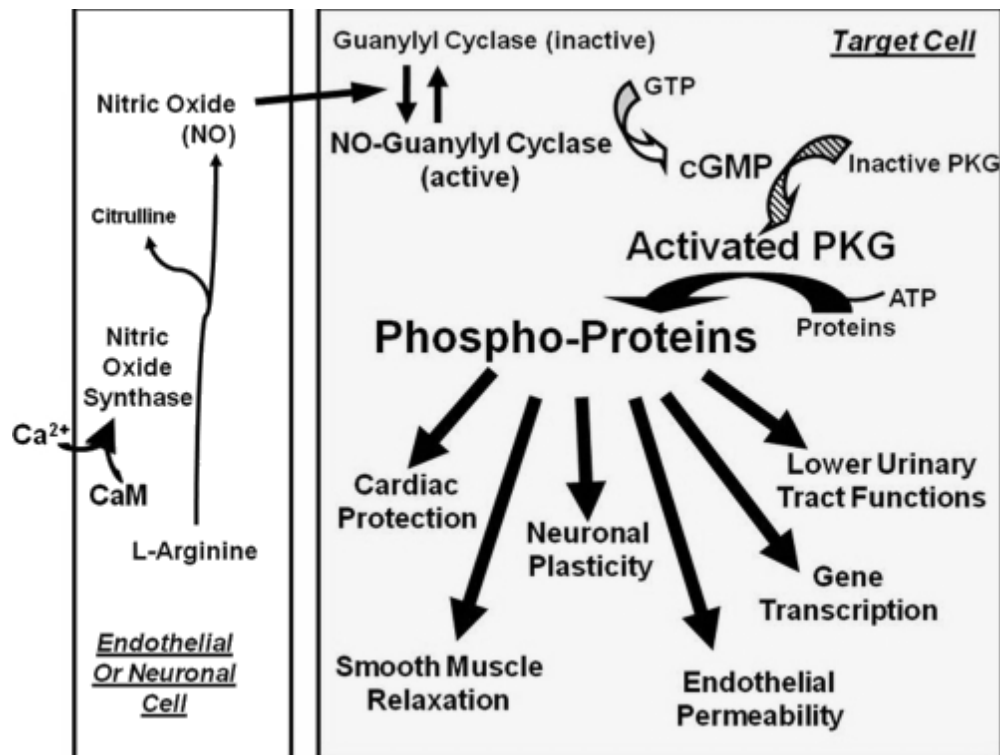 Nitric Oxide
(NO)
Citrulline
Nitric
Oxide
Synthase
Ca²⁺
CaM
L-Arginine
Endothelial
Or Neuronal
Cell
Guanylyl Cyclase (inactive)
Target Cell
NO-Guanylyl Cyclase
(active)
GTP
cGMP
Inactive PKG
Activated PKG
ATP
Proteins
Phospho-Proteins
Cardiac
Protection
Smooth Muscle
Relaxation
Neuronal
Plasticity
Endothelial
Permeability
Gene
Transcription
Lower Urinary
Tract Functions